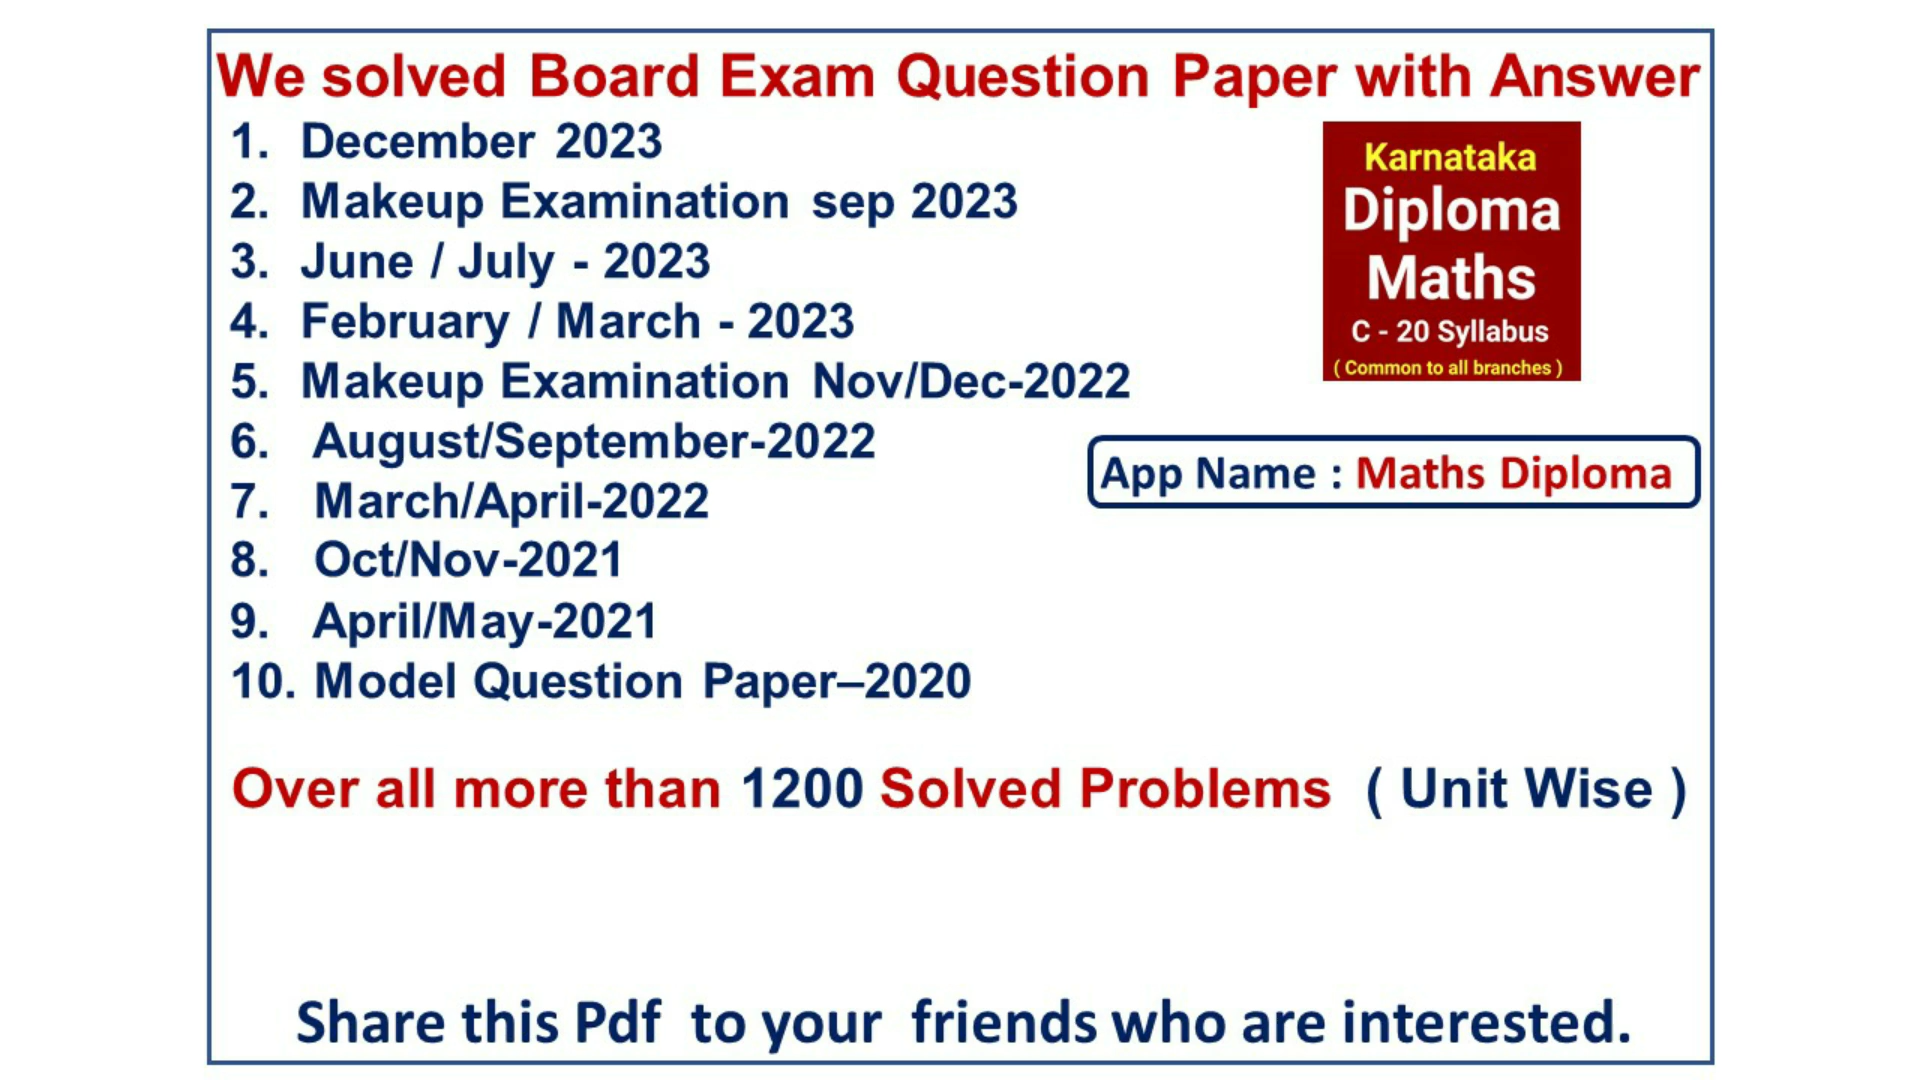 We solved Board Exam Question Paper with Answer
1. December 2023
2. Makeup Examination sep 2023
3. June / July - 2023
4. February / March - 2023
5. Makeup Examination Nov/Dec-2022
6. August/September-2022
7. March/April-2022
8. Oct/Nov-2021
9. April/May-2021
10. Model Question Paper–2020
Karnataka
Diploma
Maths
C - 20 Syllabus
( Common to all branches )
App Name : Maths Diploma
Over all more than 1200 Solved Problems ( Unit Wise )
Share this Pdf to your friends who are interested.